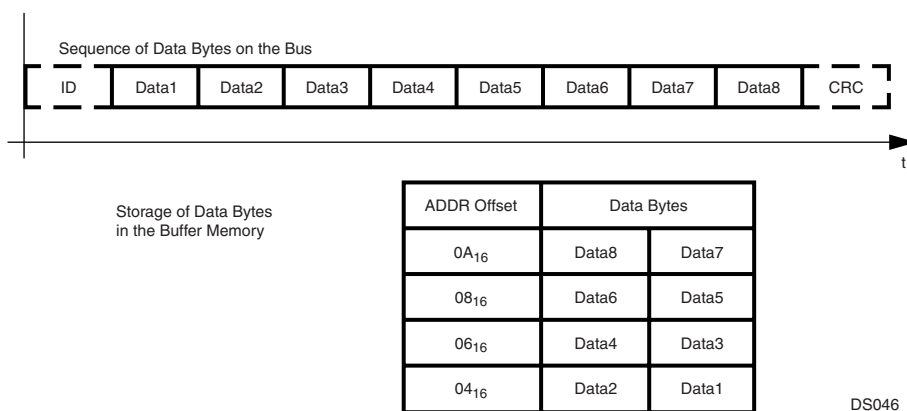 Sequence of Data Bytes on the Bus
ID Data1 Data2 Data3 Data4 Data5 Data6 Data7 Data8 CRC
t
Storage of Data Bytes
in the Buffer Memory
ADDR Offset Data Bytes
0A₁₆ Data8 Data7
08₁₆ Data6 Data5
06₁₆ Data4 Data3
04₁₆ Data2 Data1
DS046